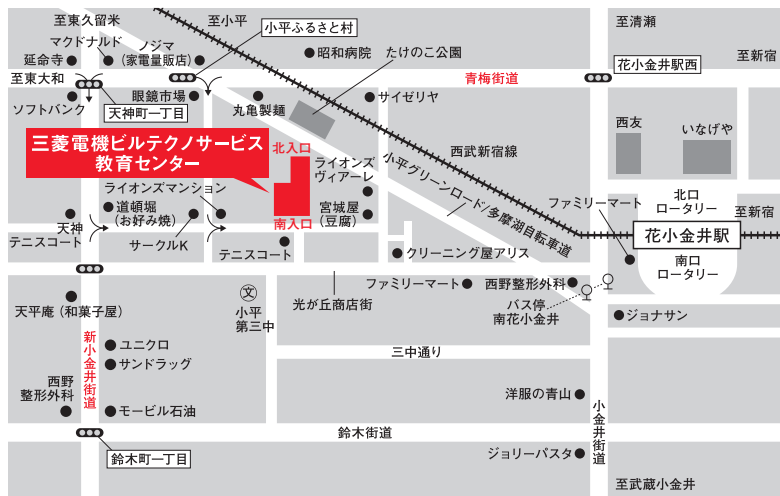 至東久留米
至小平
小平ふるさと村
至清瀬
マクドナルド
ノジマ
(家電量販店)
延命寺
昭和病院
たけのこ公園
花小金井駅西
至新宿
至東大和
青梅街道
ソフトバンク
天神町一丁目
眼鏡市場
丸亀製麺
サイゼリヤ
西友
いなげや
三菱電機ビルテクノサービス
教育センター
北入口
ライオンズ
ヴィアーレ
西武新宿線
小平グリーンロード/多摩湖自転車道
ライオンズマンション
道頓堀
(お好み焼)
南入口
宮城屋
(豆腐)
ファミリーマート
北口
ロータリー
至新宿
天神
テニスコート
サークルK
テニスコート
クリーニング屋アリス
花小金井駅
南口
ロータリー
天平庵(和菓子屋)
文
小平
第三中
光が丘商店街
ファミリーマート
西野整形外科
バス停
南花小金井
ジョナサン
新小金井街道
ユニクロ
サンドラッグ
三中通り
西野
整形外科
モービル石油
洋服の青山
小金井街道
鈴木街道
鈴木町一丁目
ジョリーパスタ
至武蔵小金井